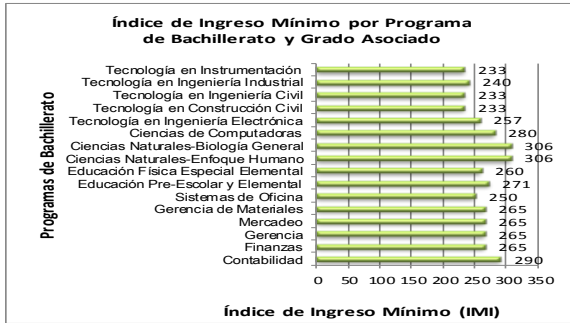 Índice de Ingreso Mínimo por Programa
de Bachillerato y Grado Asociado
Programas de Bachillerato
Tecnología en Instrumentación 233
Tecnología en Ingeniería Industrial 240
Tecnología en Ingeniería Civil 233
Tecnología en Construcción Civil 233
Tecnología en Ingeniería Electrónica 257
Ciencias de Computadoras 280
Ciencias Naturales-Biología General 306
Ciencias Naturales-Enfoque Humano 306
Educación Física Especial Elemental 260
Educación Pre-Escolar y Elemental 271
Sistemas de Oficina 250
Gerencia de Materiales 265
Mercadeo 265
Gerencia 265
Finanzas 265
Contabilidad 290
0 50 100 150 200 250 300 350
Índice de Ingreso Mínimo (IMI)